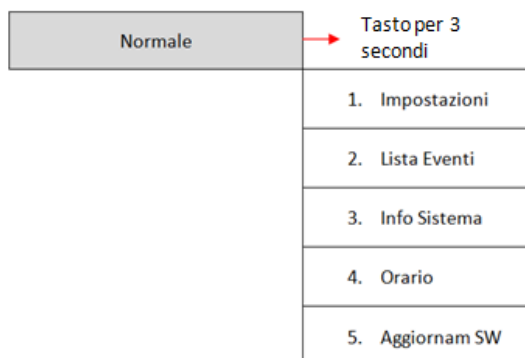 Normale
Tasto per 3
secondi
1. Impostazioni
2. Lista Eventi
3. Info Sistema
4. Orario
5. Aggiornam SW